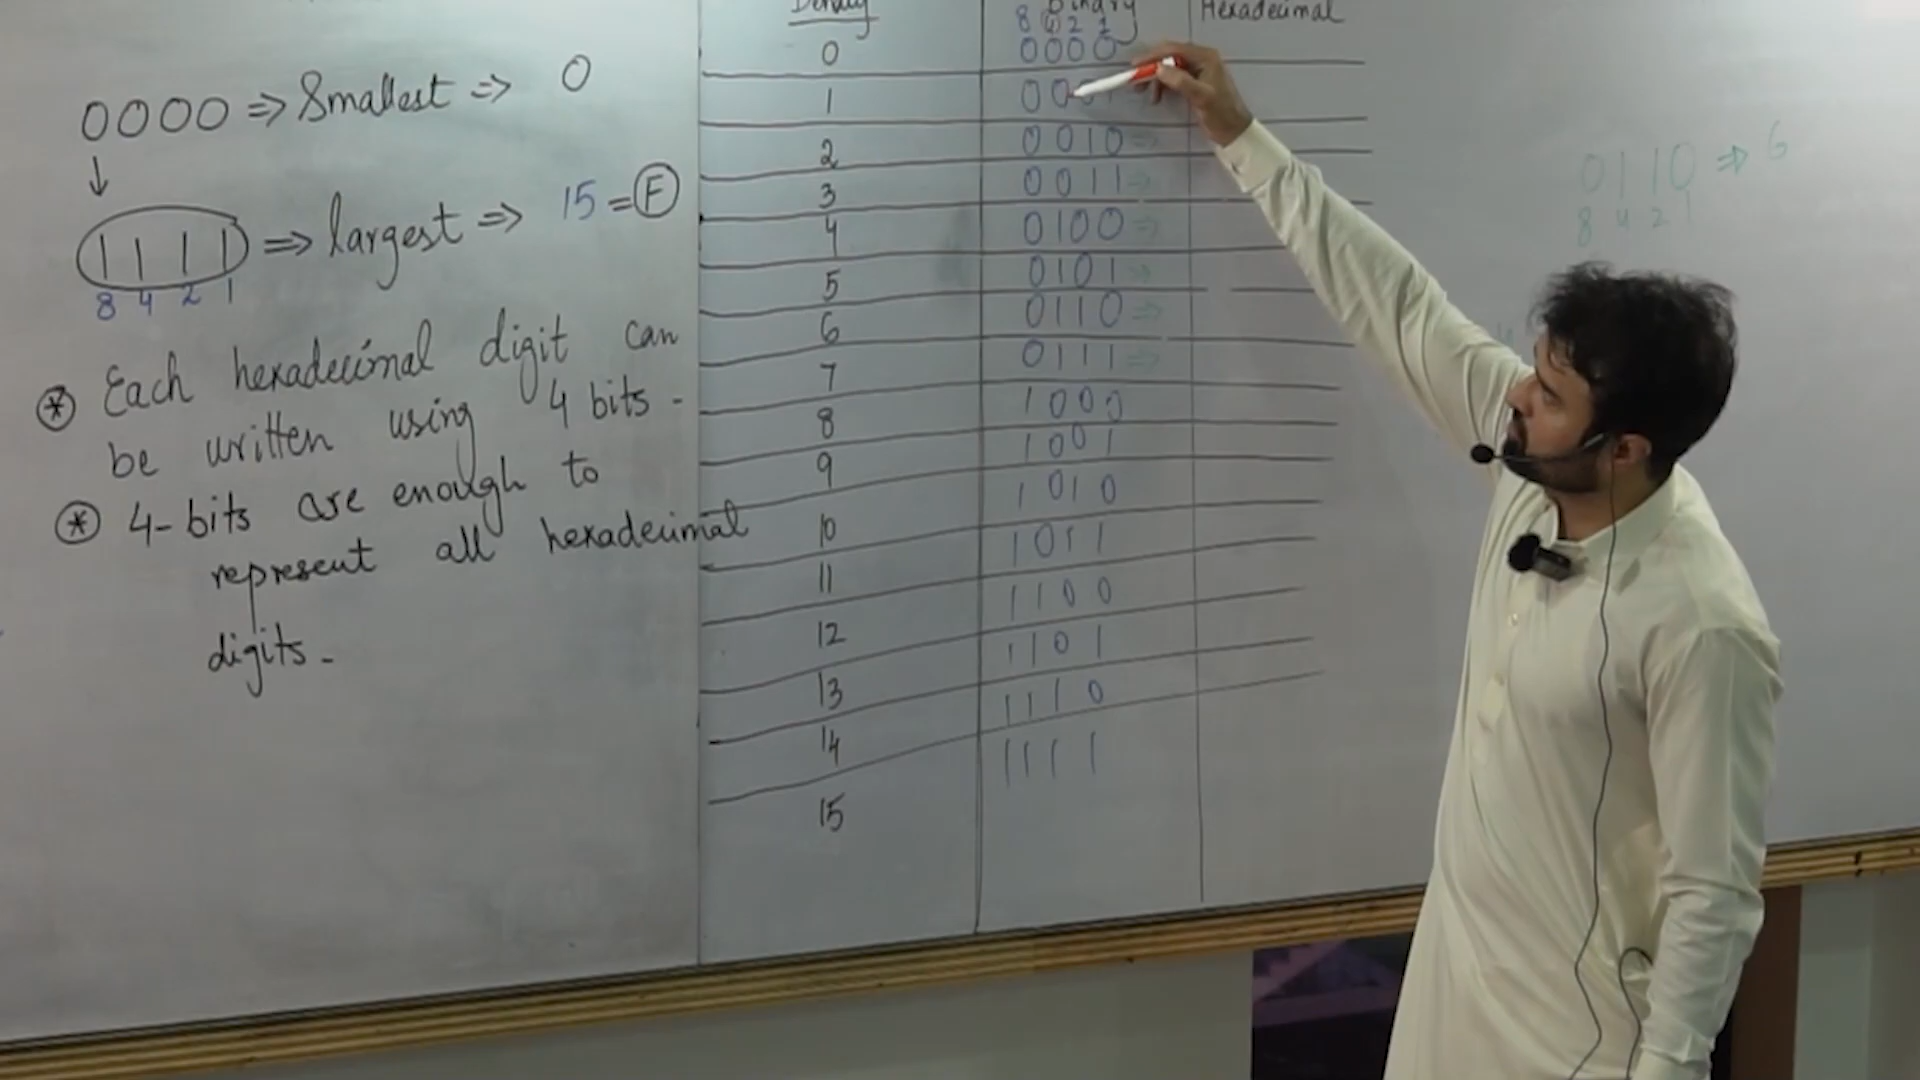 0000 ⇒ Smallest ⇒ 0
↓
1111 ⇒ largest ⇒ 15 = F
8 4 2 1
* Each hexadecimal digit can
be written using 4 bits -
* 4-bits are enough to
represent all hexadecimal
digits -
Denary Binary Hexadecimal
8 4 2 1
0 0000
1 0001
2 0010 ⇒
3 0011 ⇒
4 0100 ⇒
5 0101 ⇒
6 0110 ⇒
7 0111 ⇒
8 1000
9 1001
10 1010
11 1011
12 1100
13 1101
14 1110
15 1111
0110 ⇒ 6
8 4 2 1